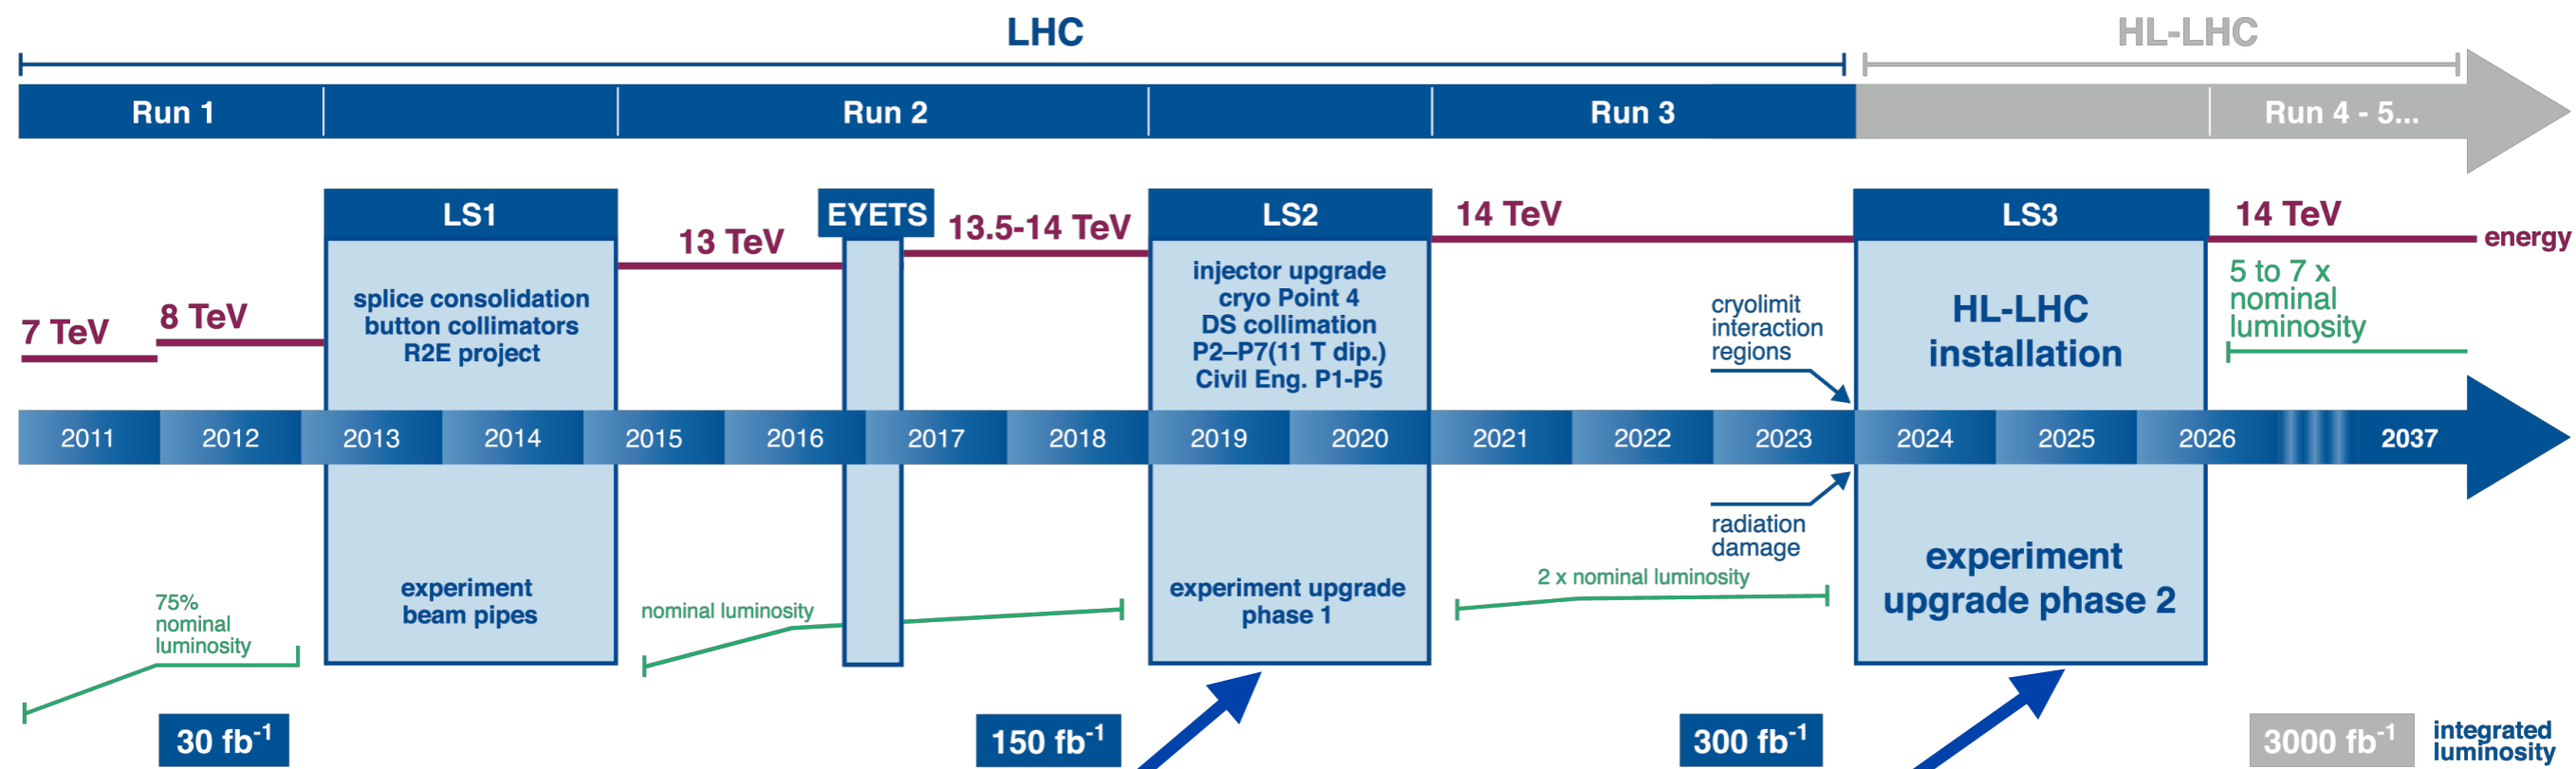 LHC
HL-LHC
Run 1
Run 2
Run 3
Run 4 - 5...
LS1
EYETS
LS2
LS3
7 TeV
8 TeV
13 TeV
13.5-14 TeV
14 TeV
14 TeV
energy
splice consolidation
button collimators
R2E project
injector upgrade
cryo Point 4
DS collimation
P2–P7(11 T dip.)
Civil Eng. P1-P5
cryolimit
interaction
regions
HL-LHC
installation
5 to 7 x
nominal
luminosity
2011
2012
2013
2014
2015
2016
2017
2018
2019
2020
2021
2022
2023
2024
2025
2026
2037
radiation
damage
75%
nominal
luminosity
experiment
beam pipes
nominal luminosity
experiment upgrade
phase 1
2 x nominal luminosity
experiment
upgrade phase 2
30 fb⁻¹
150 fb⁻¹
300 fb⁻¹
3000 fb⁻¹
integrated
luminosity